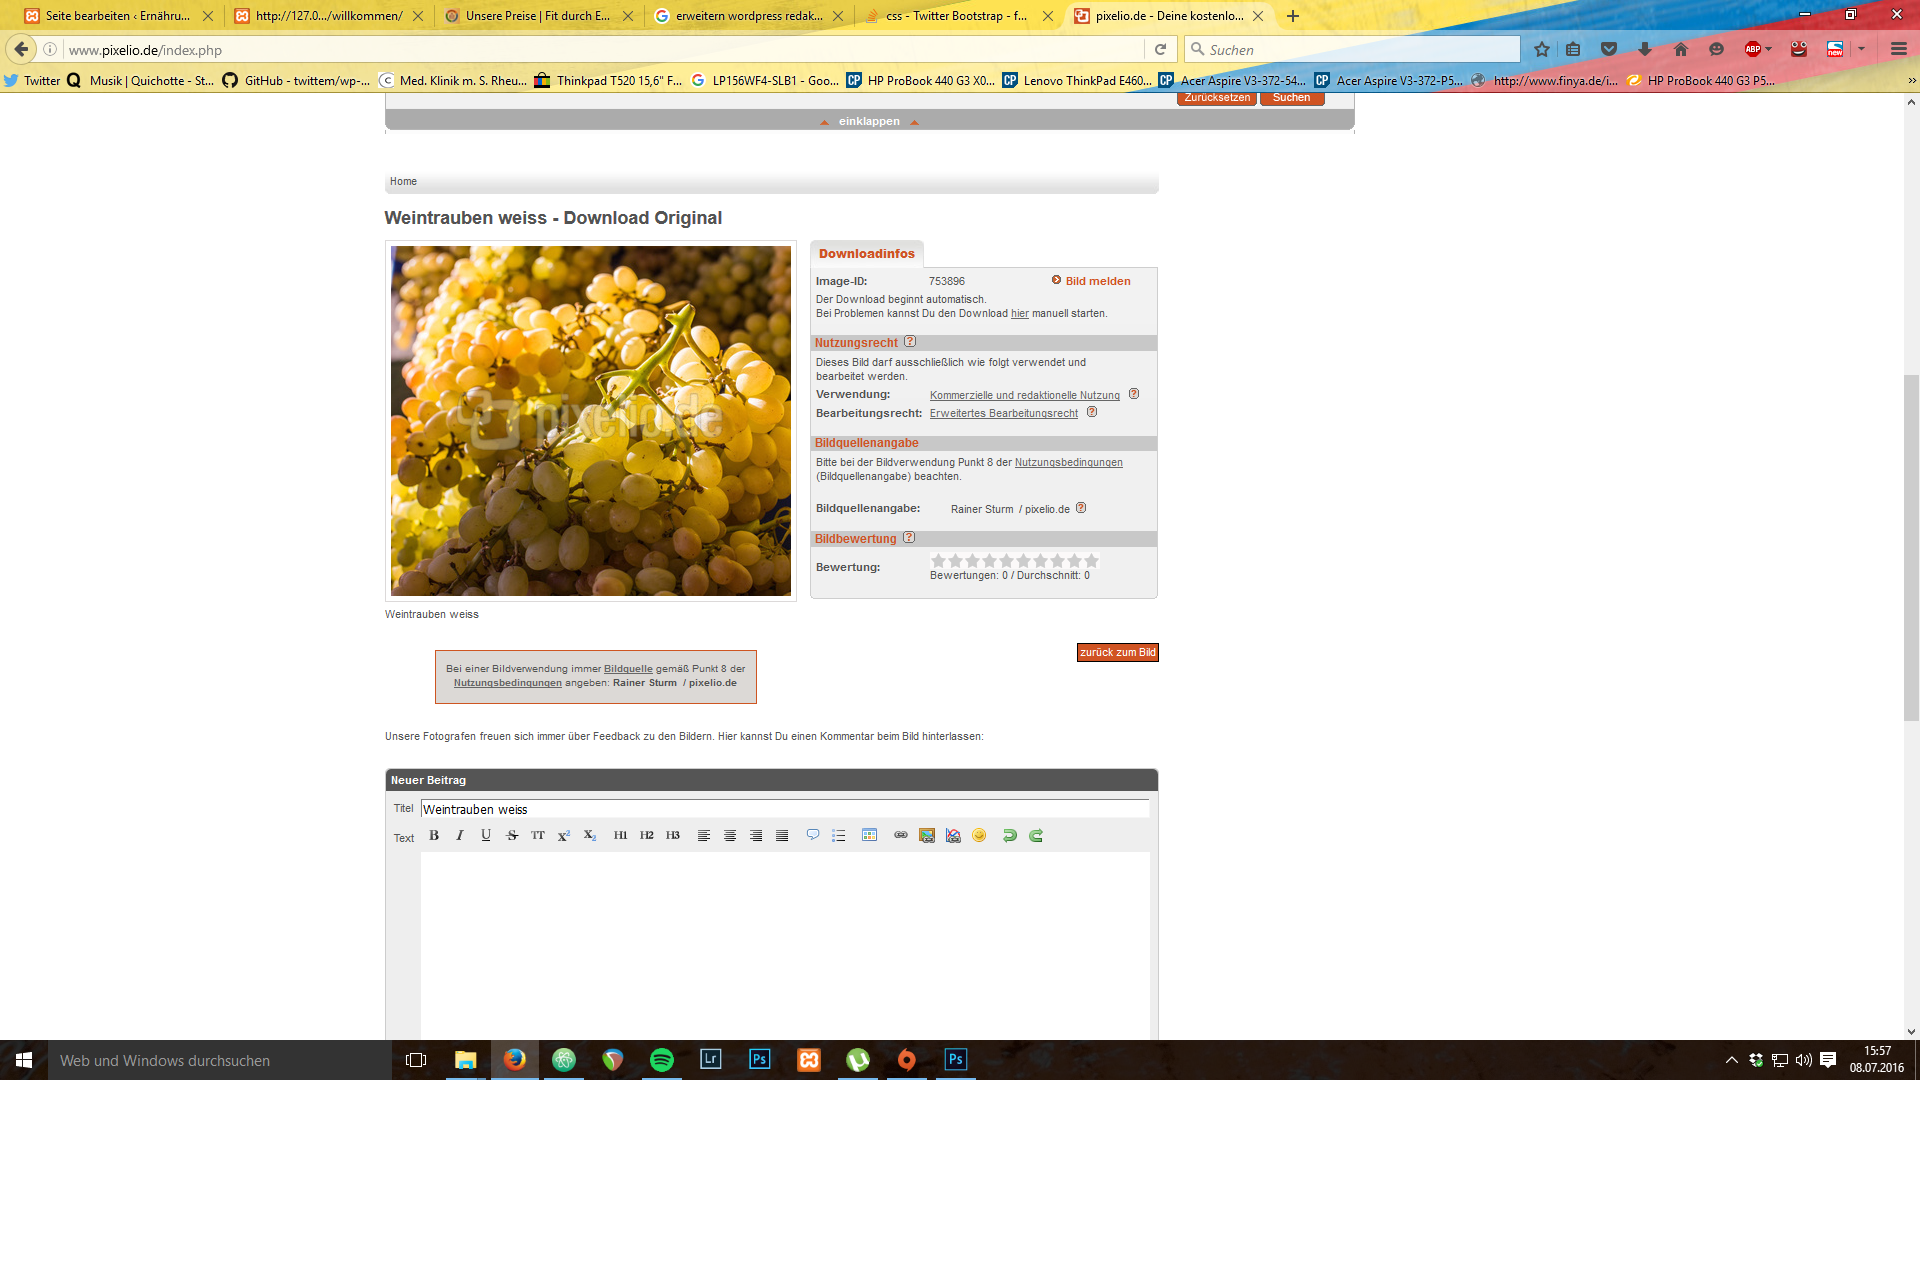 Seite bearbeiten ‹ Ernähru...
http://127.0.../willkommen/
Unsere Preise | Fit durch E...
erweitern wordpress redak...
css - Twitter Bootstrap - f...
pixelio.de - Deine kostenlo...
www.pixelio.de/index.php
Suchen
ABP
new
Twitter
Musik | Quichotte - St...
GitHub - twittem/wp-...
Med. Klinik m. S. Rheu...
Thinkpad T520 15,6" F...
LP156WF4-SLB1 - Goo...
HP ProBook 440 G3 X0...
Lenovo ThinkPad E460...
Acer Aspire V3-372-54...
Acer Aspire V3-372-P5...
http://www.finya.de/i...
HP ProBook 440 G3 P5...
Zurücksetzen
Suchen
einklappen
Home
Weintrauben weiss - Download Original
pixelio.de
Downloadinfos
Image-ID: 753896 Bild melden
Der Download beginnt automatisch.
Bei Problemen kannst Du den Download hier manuell starten.
Nutzungsrecht ?
Dieses Bild darf ausschließlich wie folgt verwendet und
bearbeitet werden.
Verwendung: Kommerzielle und redaktionelle Nutzung ?
Bearbeitungsrecht: Erweitertes Bearbeitungsrecht ?
Bildquellenangabe
Bitte bei der Bildverwendung Punkt 8 der Nutzungsbedingungen
(Bildquellenangabe) beachten.
Bildquellenangabe: Rainer Sturm / pixelio.de ?
Bildbewertung ?
Bewertung:
Bewertungen: 0 / Durchschnitt: 0
Weintrauben weiss
zurück zum Bild
Bei einer Bildverwendung immer Bildquelle gemäß Punkt 8 der
Nutzungsbedingungen angeben: Rainer Sturm / pixelio.de
Unsere Fotografen freuen sich immer über Feedback zu den Bildern. Hier kannst Du einen Kommentar beim Bild hinterlassen:
Neuer Beitrag
Titel Weintrauben weiss
Text B I U S TT X² X₂ H1 H2 H3
Web und Windows durchsuchen
Lr
Ps
Ps
15:57
08.07.2016